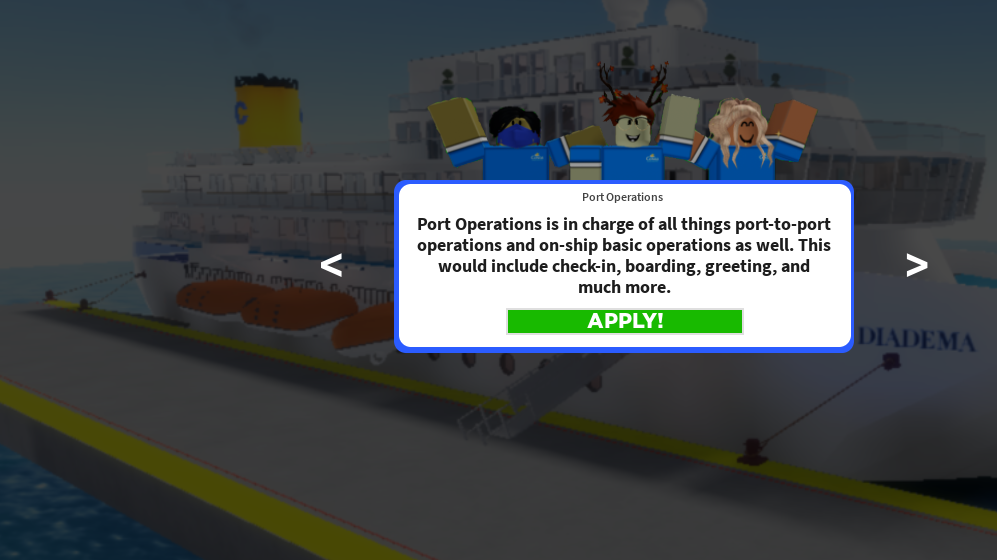 C
Port Operations
Port Operations is in charge of all things port-to-port
operations and on-ship basic operations as well. This
would include check-in, boarding, greeting, and
much more.
<
>
APPLY!
DIADEMA